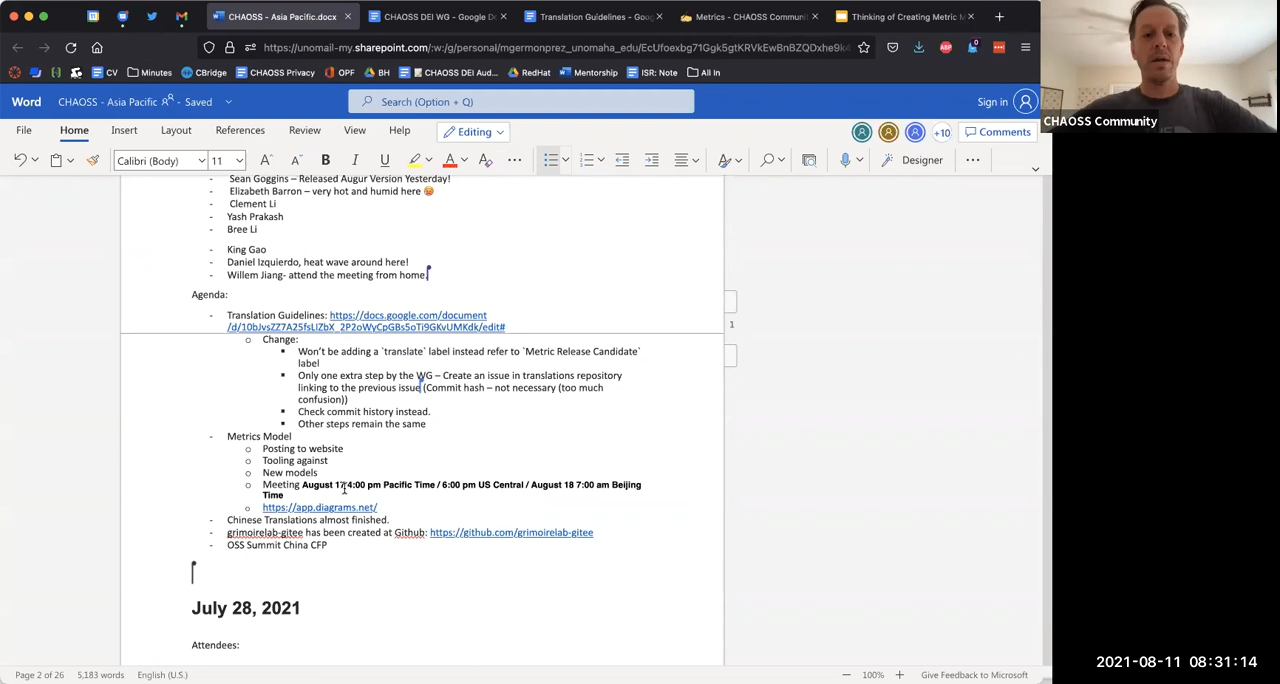 CHAOSS - Asia Pacific.docx
CHAOSS DEI WG - Google D
Translation Guidelines - Goog
Metrics - CHAOSS Communi
Thinking of Creating Metric M
https://unomail-my.sharepoint.com/:w:/g/personal/mgermonprez_unomaha_edu/EcUfoexbg71Ggk5gtKRVkEwBnBZQDxhe9k4
CV
Minutes
CBridge
CHAOSS Privacy
OPF
BH
CHAOSS DEI Aud...
RedHat
Mentorship
ISR: Note
All In
Word
CHAOSS - Asia Pacific - Saved
Search (Option + Q)
Sign in
CHAOSS Community
File
Home
Insert
Layout
References
Review
View
Help
Editing
+10
Comments
Calibri (Body)
11
B
I
U
Designer
- Sean Goggins – Released Augur Version Yesterday!
- Elizabeth Barron – very hot and humid here 🥵
- Clement Li
- Yash Prakash
- Bree Li
- King Gao
- Daniel Izquierdo, heat wave around here!
- Willem Jiang- attend the meeting from home.
Agenda:
- Translation Guidelines: https://docs.google.com/document
/d/10bJvsZZ7A25fsLIZbX_2P2oWyCpGBs5oTi9GKvUMKdk/edit#
o Change:
▪ Won't be adding a `translate` label instead refer to `Metric Release Candidate`
label
▪ Only one extra step by the WG – Create an issue in translations repository
linking to the previous issue (Commit hash – not necessary (too much
confusion))
▪ Check commit history instead.
▪ Other steps remain the same
- Metrics Model
o Posting to website
o Tooling against
o New models
o Meeting August 17 4:00 pm Pacific Time / 6:00 pm US Central / August 18 7:00 am Beijing
Time
o https://app.diagrams.net/
- Chinese Translations almost finished.
- grimoirelab-gitee has been created at Github: https://github.com/grimoirelab-gitee
- OSS Summit China CFP
1
July 28, 2021
Attendees:
Page 2 of 26
5,183 words
English (U.S.)
100%
Give Feedback to Microsoft
2021-08-11 08:31:14